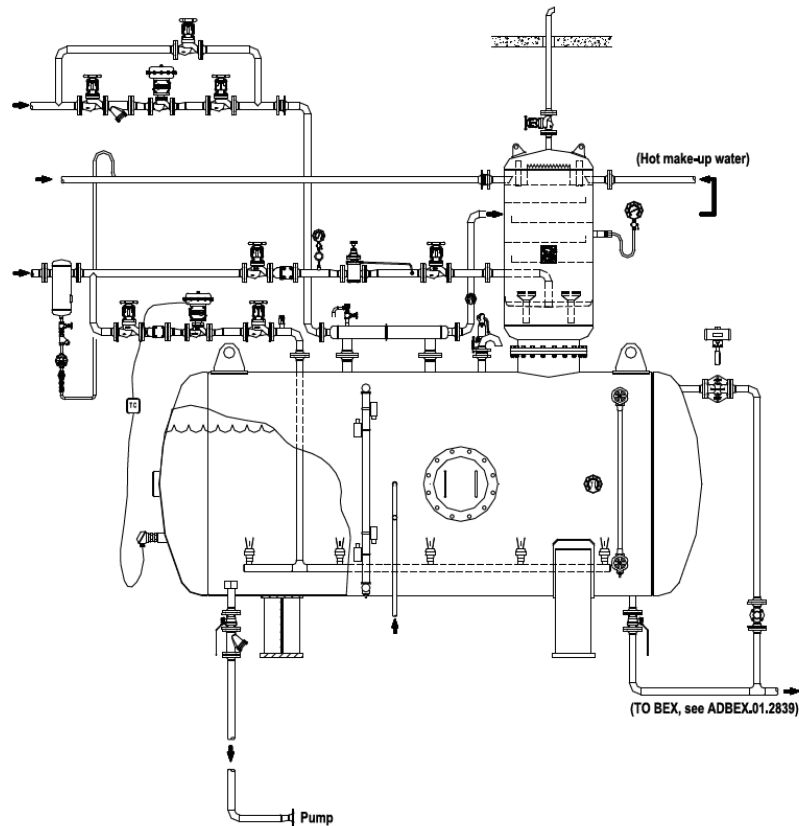 (Hot make-up water)
TC
(TO BEX, see ADBEX.01.2839)
Pump